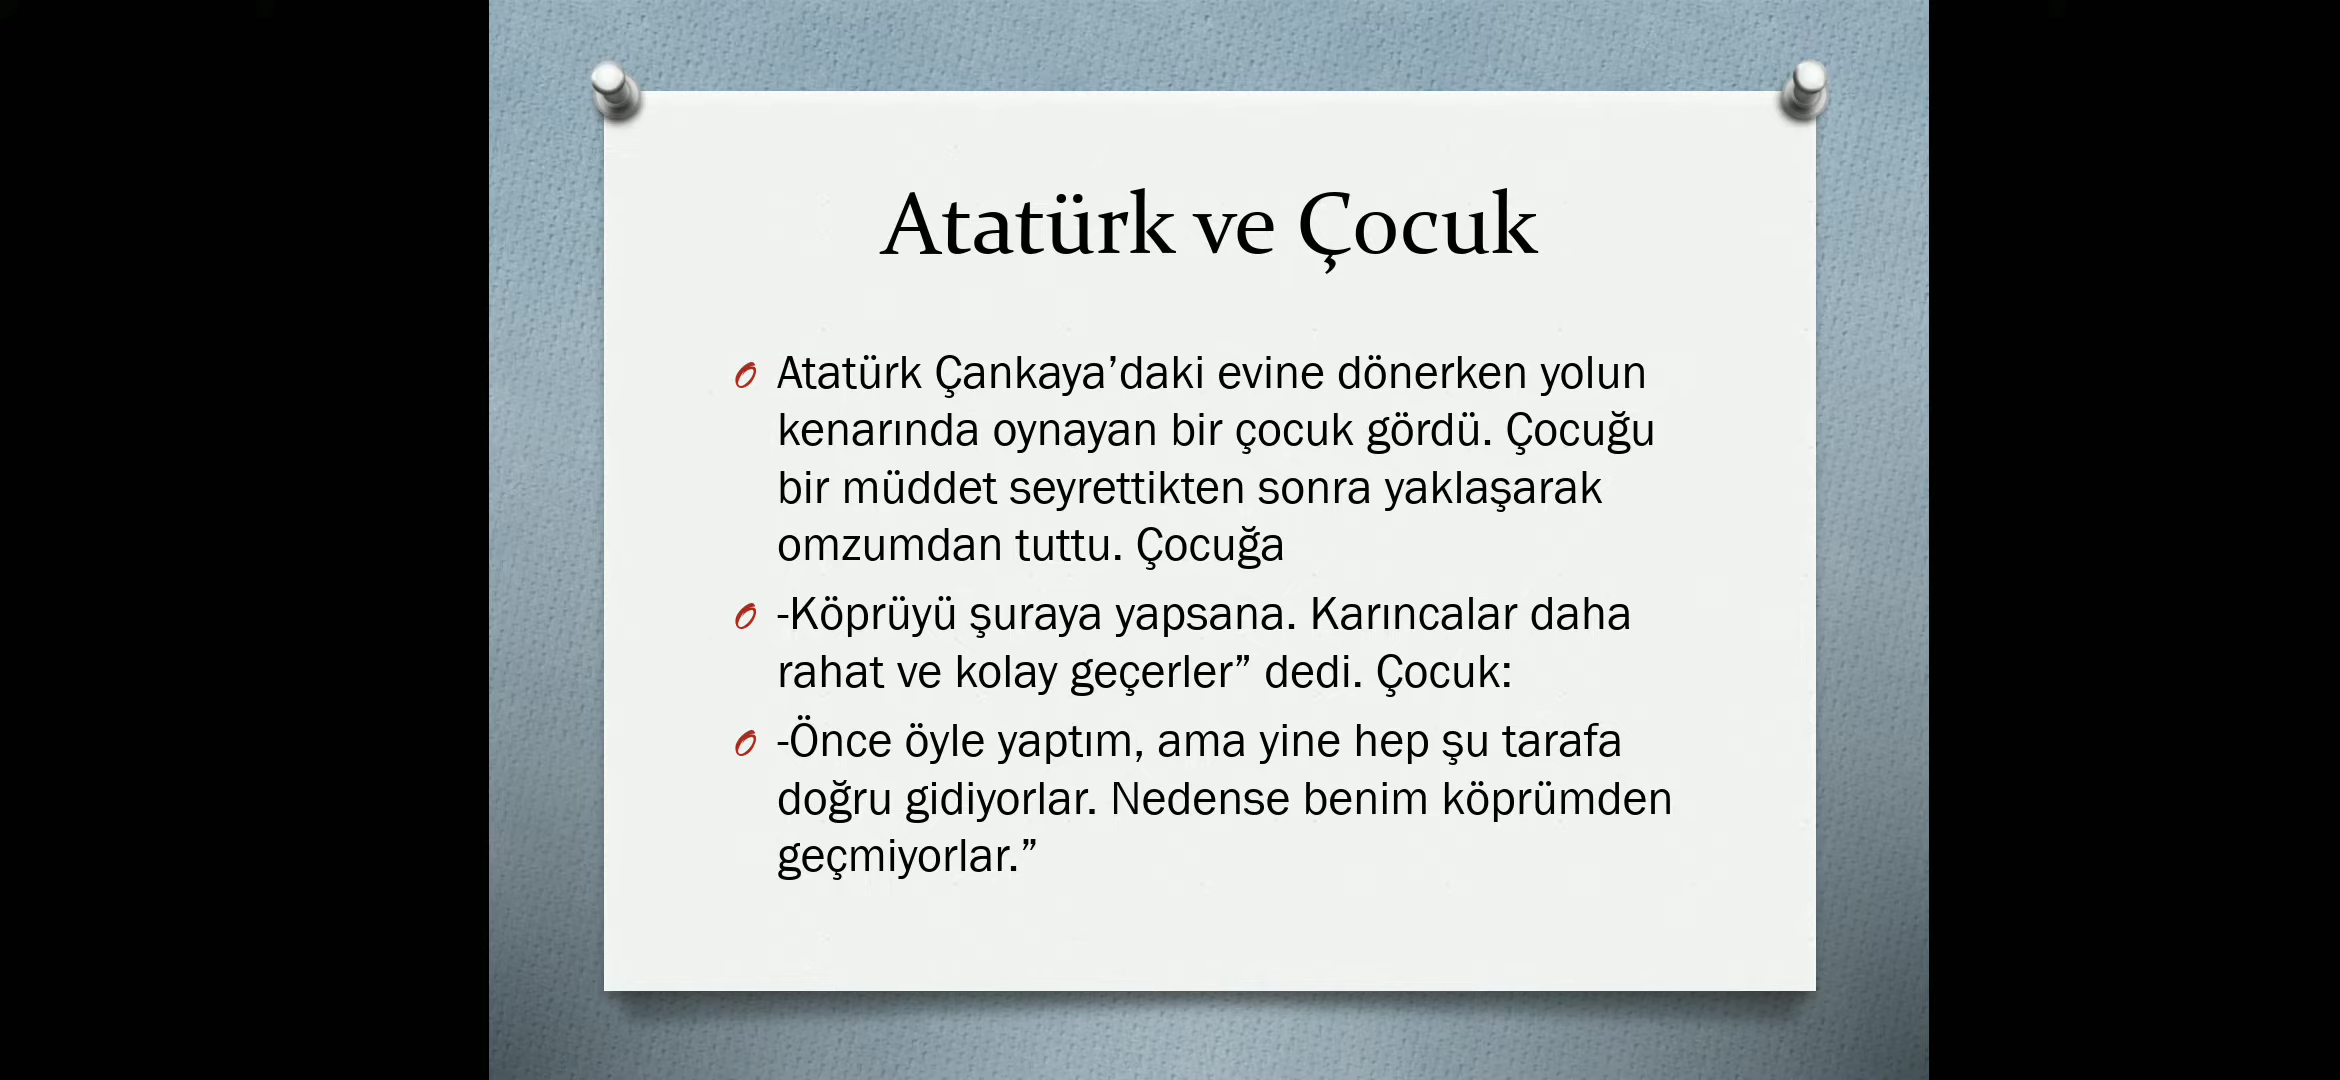 Atatürk ve Çocuk
Atatürk Çankaya’daki evine dönerken yolun
kenarında oynayan bir çocuk gördü. Çocuğu
bir müddet seyrettikten sonra yaklaşarak
omzumdan tuttu. Çocuğa
-Köprüyü şuraya yapsana. Karıncalar daha
rahat ve kolay geçerler” dedi. Çocuk:
-Önce öyle yaptım, ama yine hep şu tarafa
doğru gidiyorlar. Nedense benim köprümden
geçmiyorlar.”